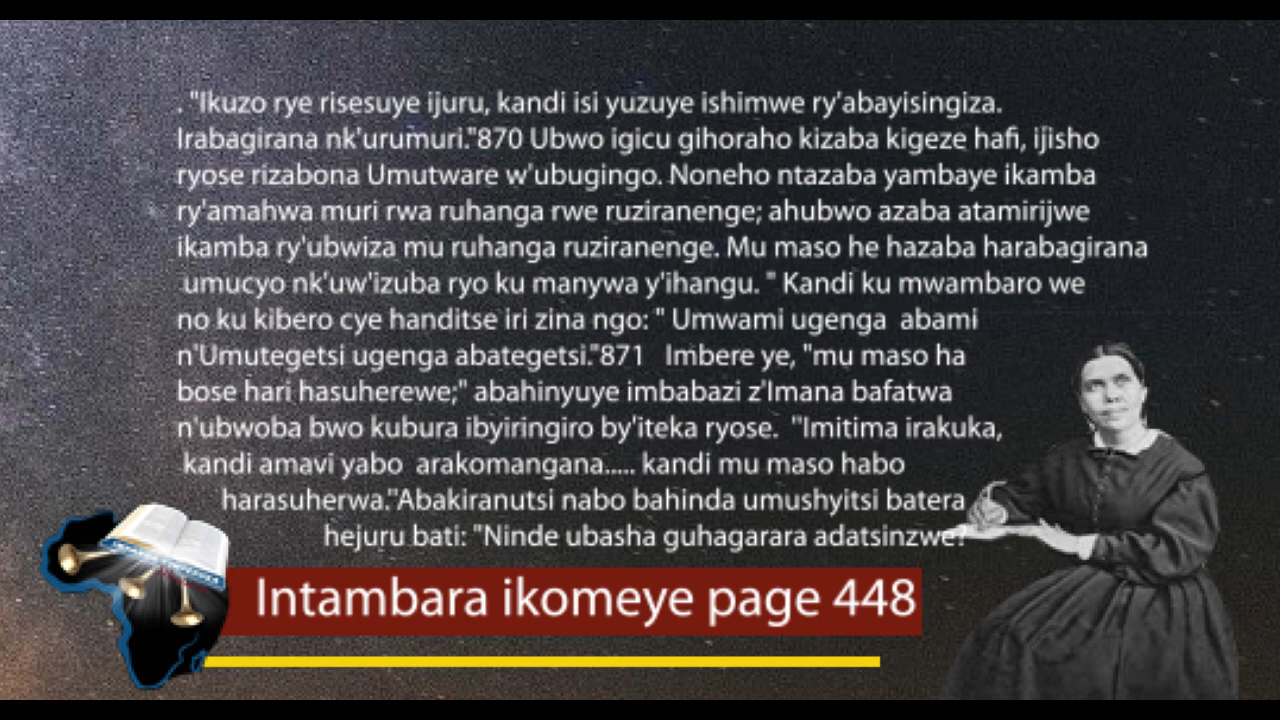 . "Ikuzo rye risesuye ijuru, kandi isi yuzuye ishimwe ry'abayisingiza.
Irabagirana nk'urumuri."870 Ubwo igicu gihoraho kizaba kigeze hafi, ijisho
ryose rizabona Umutware w'ubugingo. Noneho ntazaba yambaye ikamba
ry'amahwa muri rwa ruhanga rwe ruziranenge; ahubwo azaba atamirijwe
ikamba ry'ubwiza mu ruhanga ruziranenge. Mu maso he hazaba harabagirana
umucyo nk'uw'izuba ryo ku manywa y'ihangu. " Kandi ku mwambaro we
no ku kibero cye handitse iri zina ngo: " Umwami ugenga abami
n'Umutegetsi ugenga abategetsi."871 Imbere ye, "mu maso ha
bose hari hasuherewe;" abahinyuye imbabazi z'Imana bafatwa
n'ubwoba bwo kubura ibyiringiro by'iteka ryose. "Imitima irakuka,
kandi amavi yabo arakomangana..... kandi mu maso habo
harasuherwa."Abakiranutsi nabo bahinda umushyitsi batera
hejuru bati: "Ninde ubasha guhagarara adatsinzwe?
Intambara ikomeye page 448